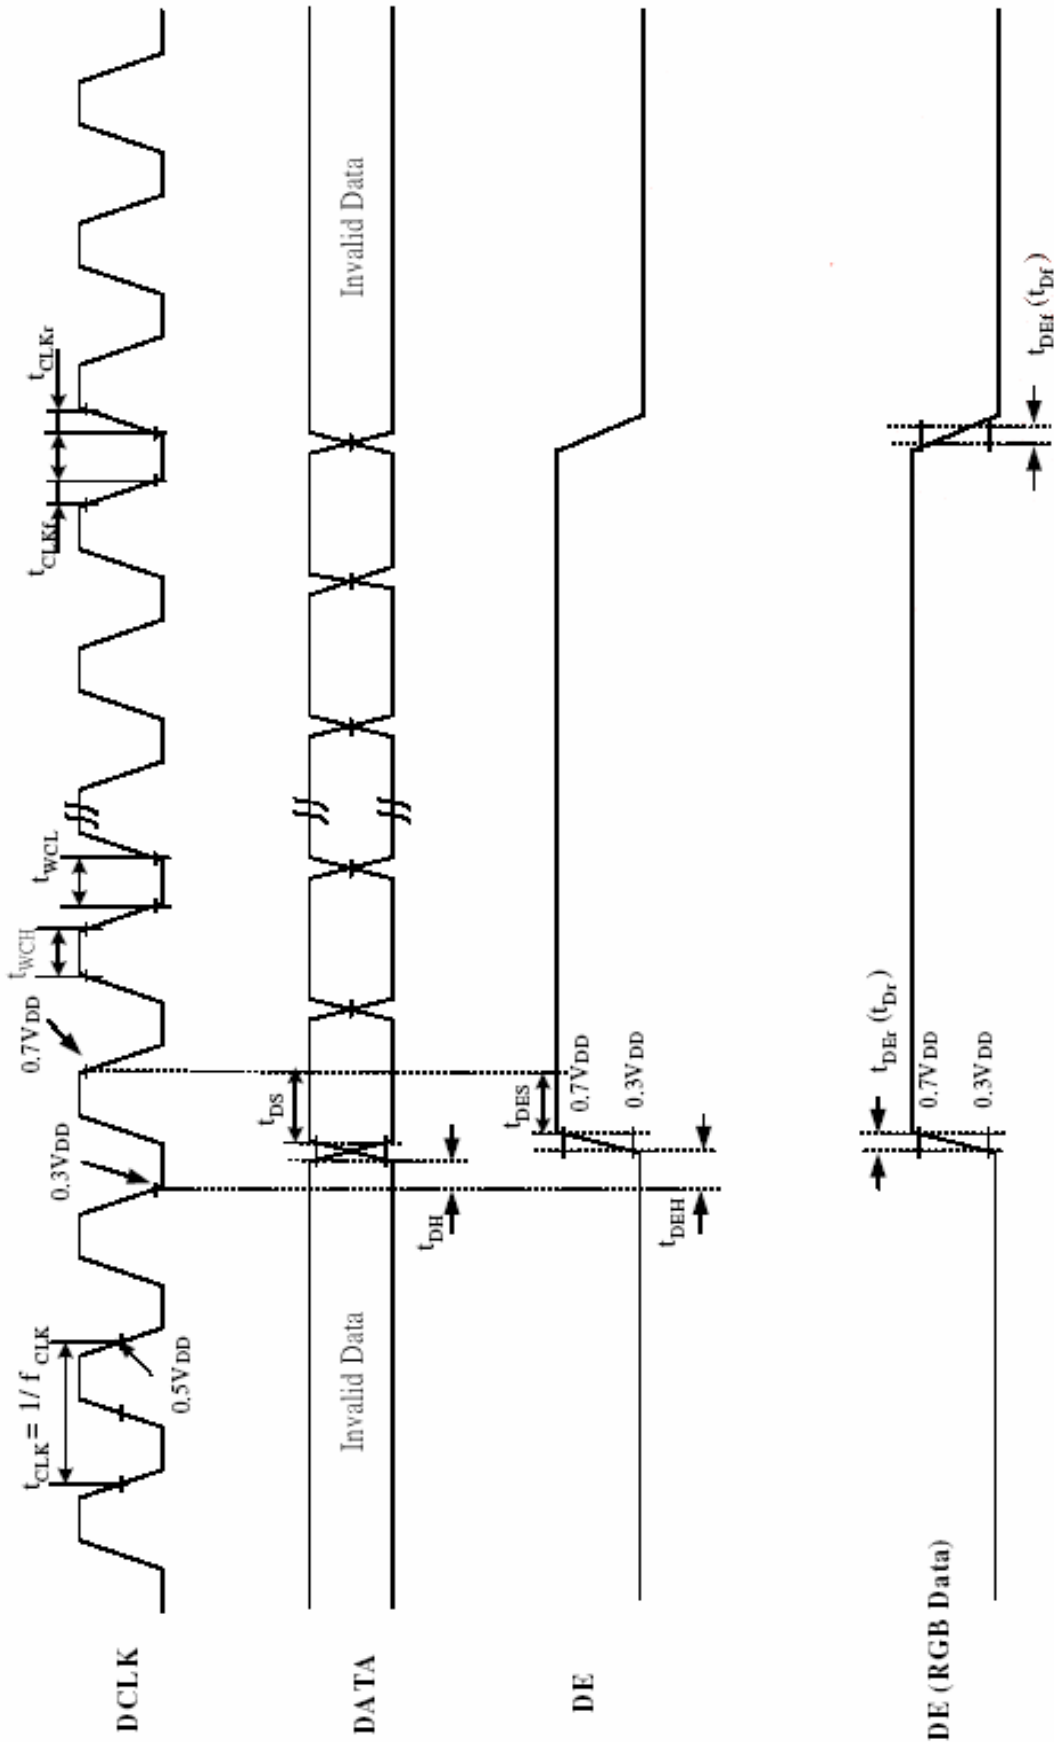 DCLK
tCLK = 1/ f CLK
0.5VDD
0.3VDD
0.7VDD
tWCH
tWCL
tCLKf
tCLKr
DATA
Invalid Data
tDH
tDS
Invalid Data
DE
tDEH
tDES
0.7VDD
0.3VDD
DE (RGB Data)
tDEr (tDr)
0.7VDD
0.3VDD
tDEf (tDf)